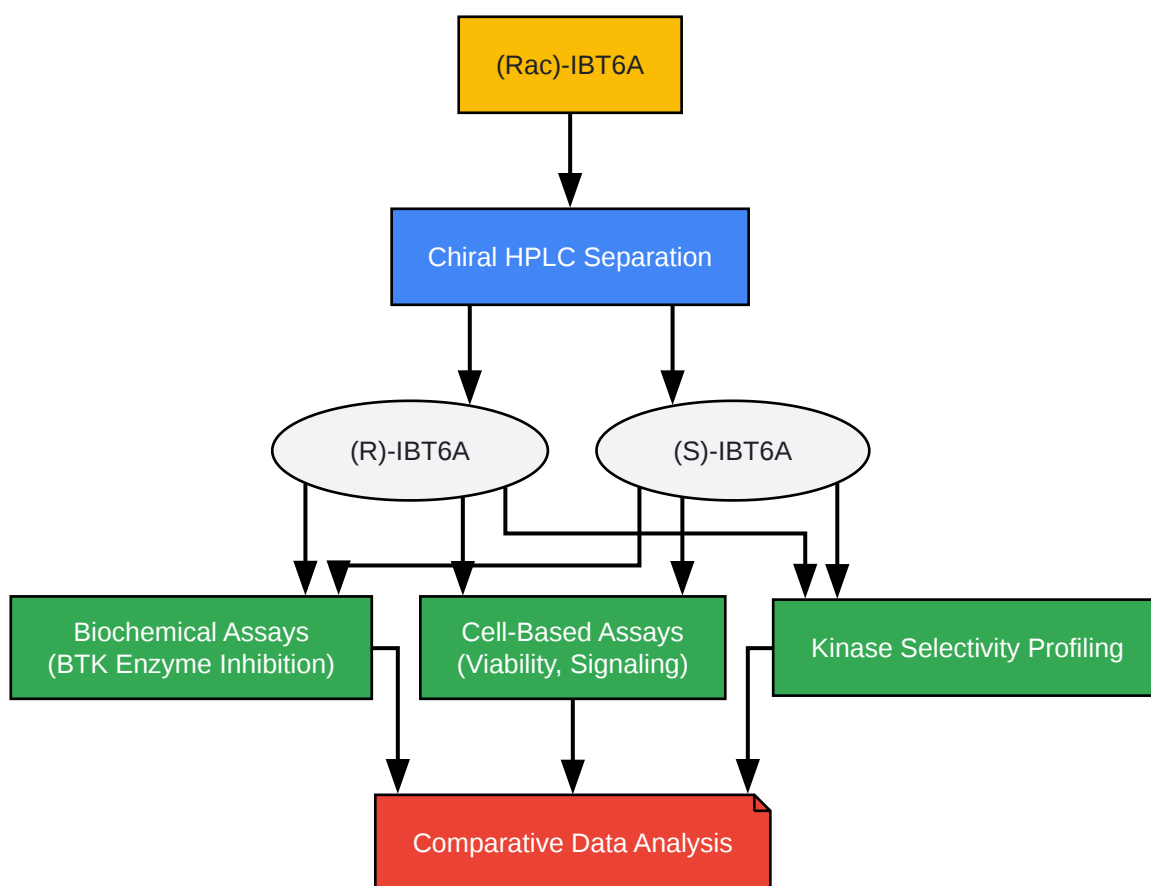 (Rac)-IBT6A
Chiral HPLC Separation
(R)-IBT6A
(S)-IBT6A
Biochemical Assays
(BTK Enzyme Inhibition)
Cell-Based Assays
(Viability, Signaling)
Kinase Selectivity Profiling
Comparative Data Analysis